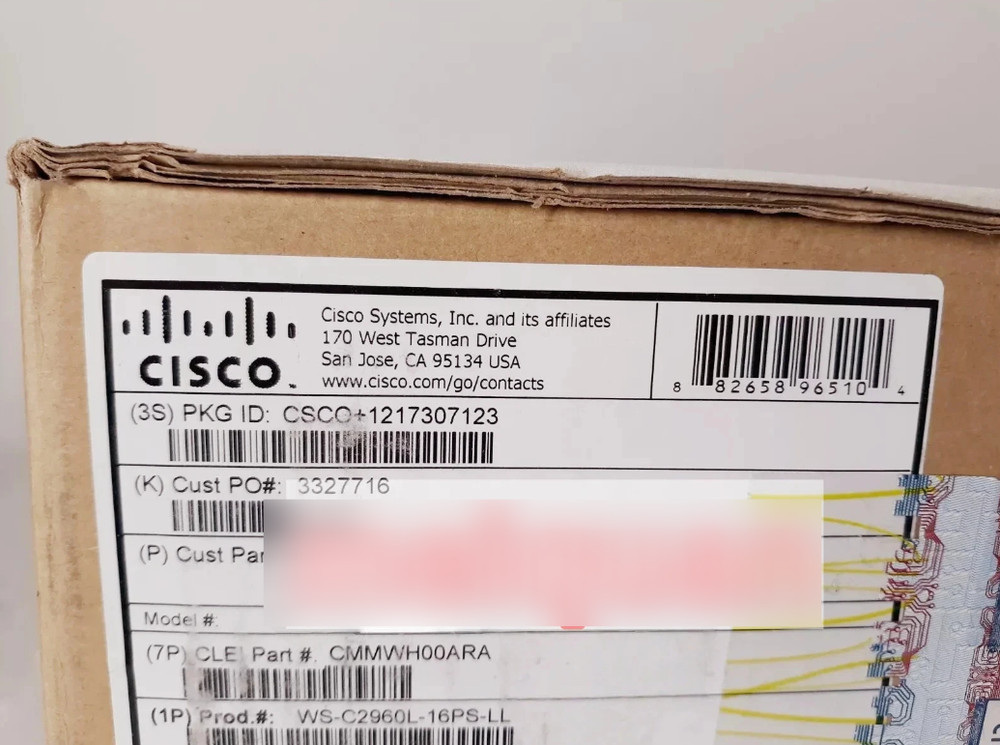 CISCO
Cisco Systems, Inc. and its affiliates
170 West Tasman Drive
San Jose, CA 95134 USA
www.cisco.com/go/contacts
8 82658 96510 4
(3S) PKG ID: CSCO+1217307123
(K) Cust PO#: 3327716
(P) Cust Par
Model #:
(7P) CLE Part #. CMMWH00ARA
(1P) Prod.#: WS-C2960L-16PS-LL